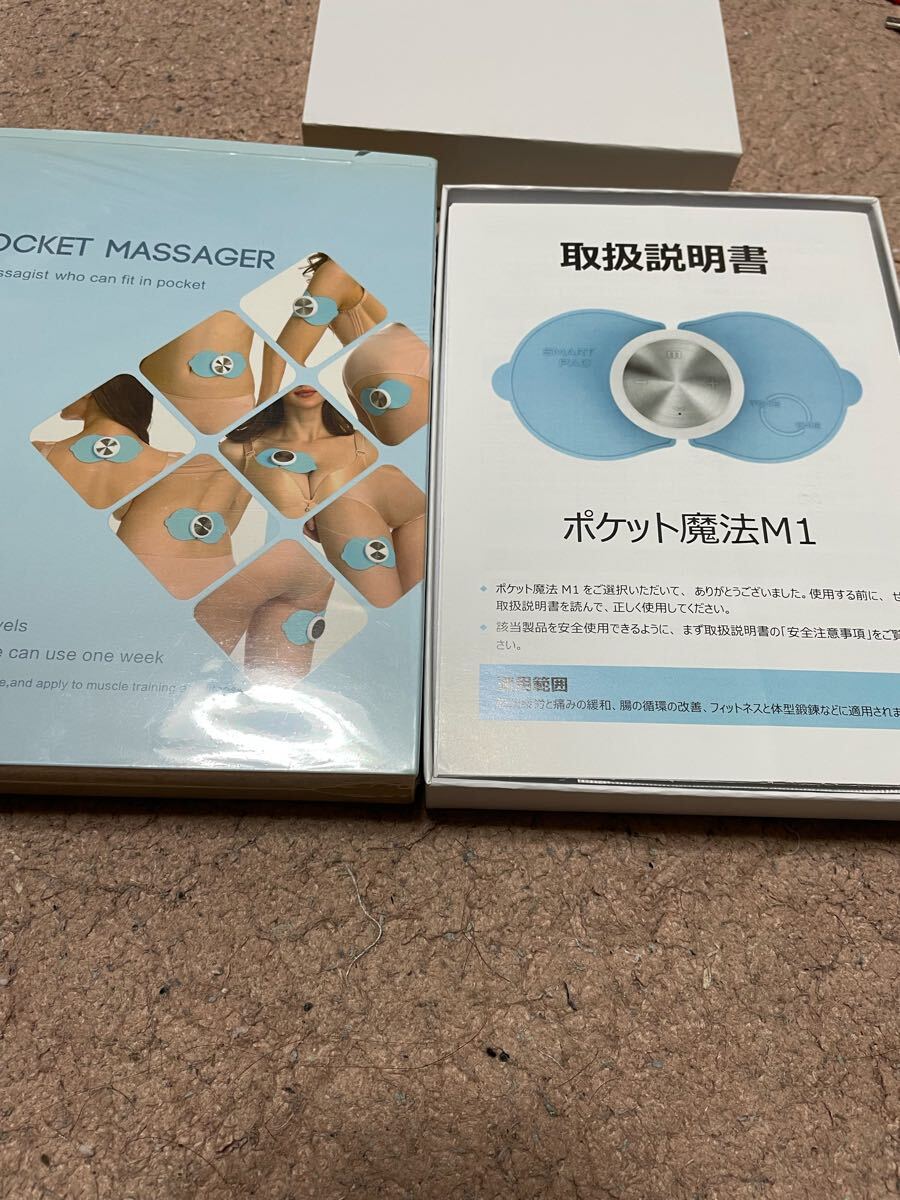 OCKET MASSAGER
ssagist who can fit in pocket
vels
e can use one week
e,and apply to muscle training
取扱説明書
SMART
PAD
m
－
＋
ポケット魔法M1
ポケット魔法 M1 をご選択いただいて、ありがとうございました。使用する前に、ぜ
取扱説明書を読んで、正しく使用してください。
該当製品を安全使用できるように、まず取扱説明書の「安全注意事項」をご覧
さい。
用範囲
労と痛みの緩和、腸の循環の改善、フィットネスと体型鍛錬などに適用されま